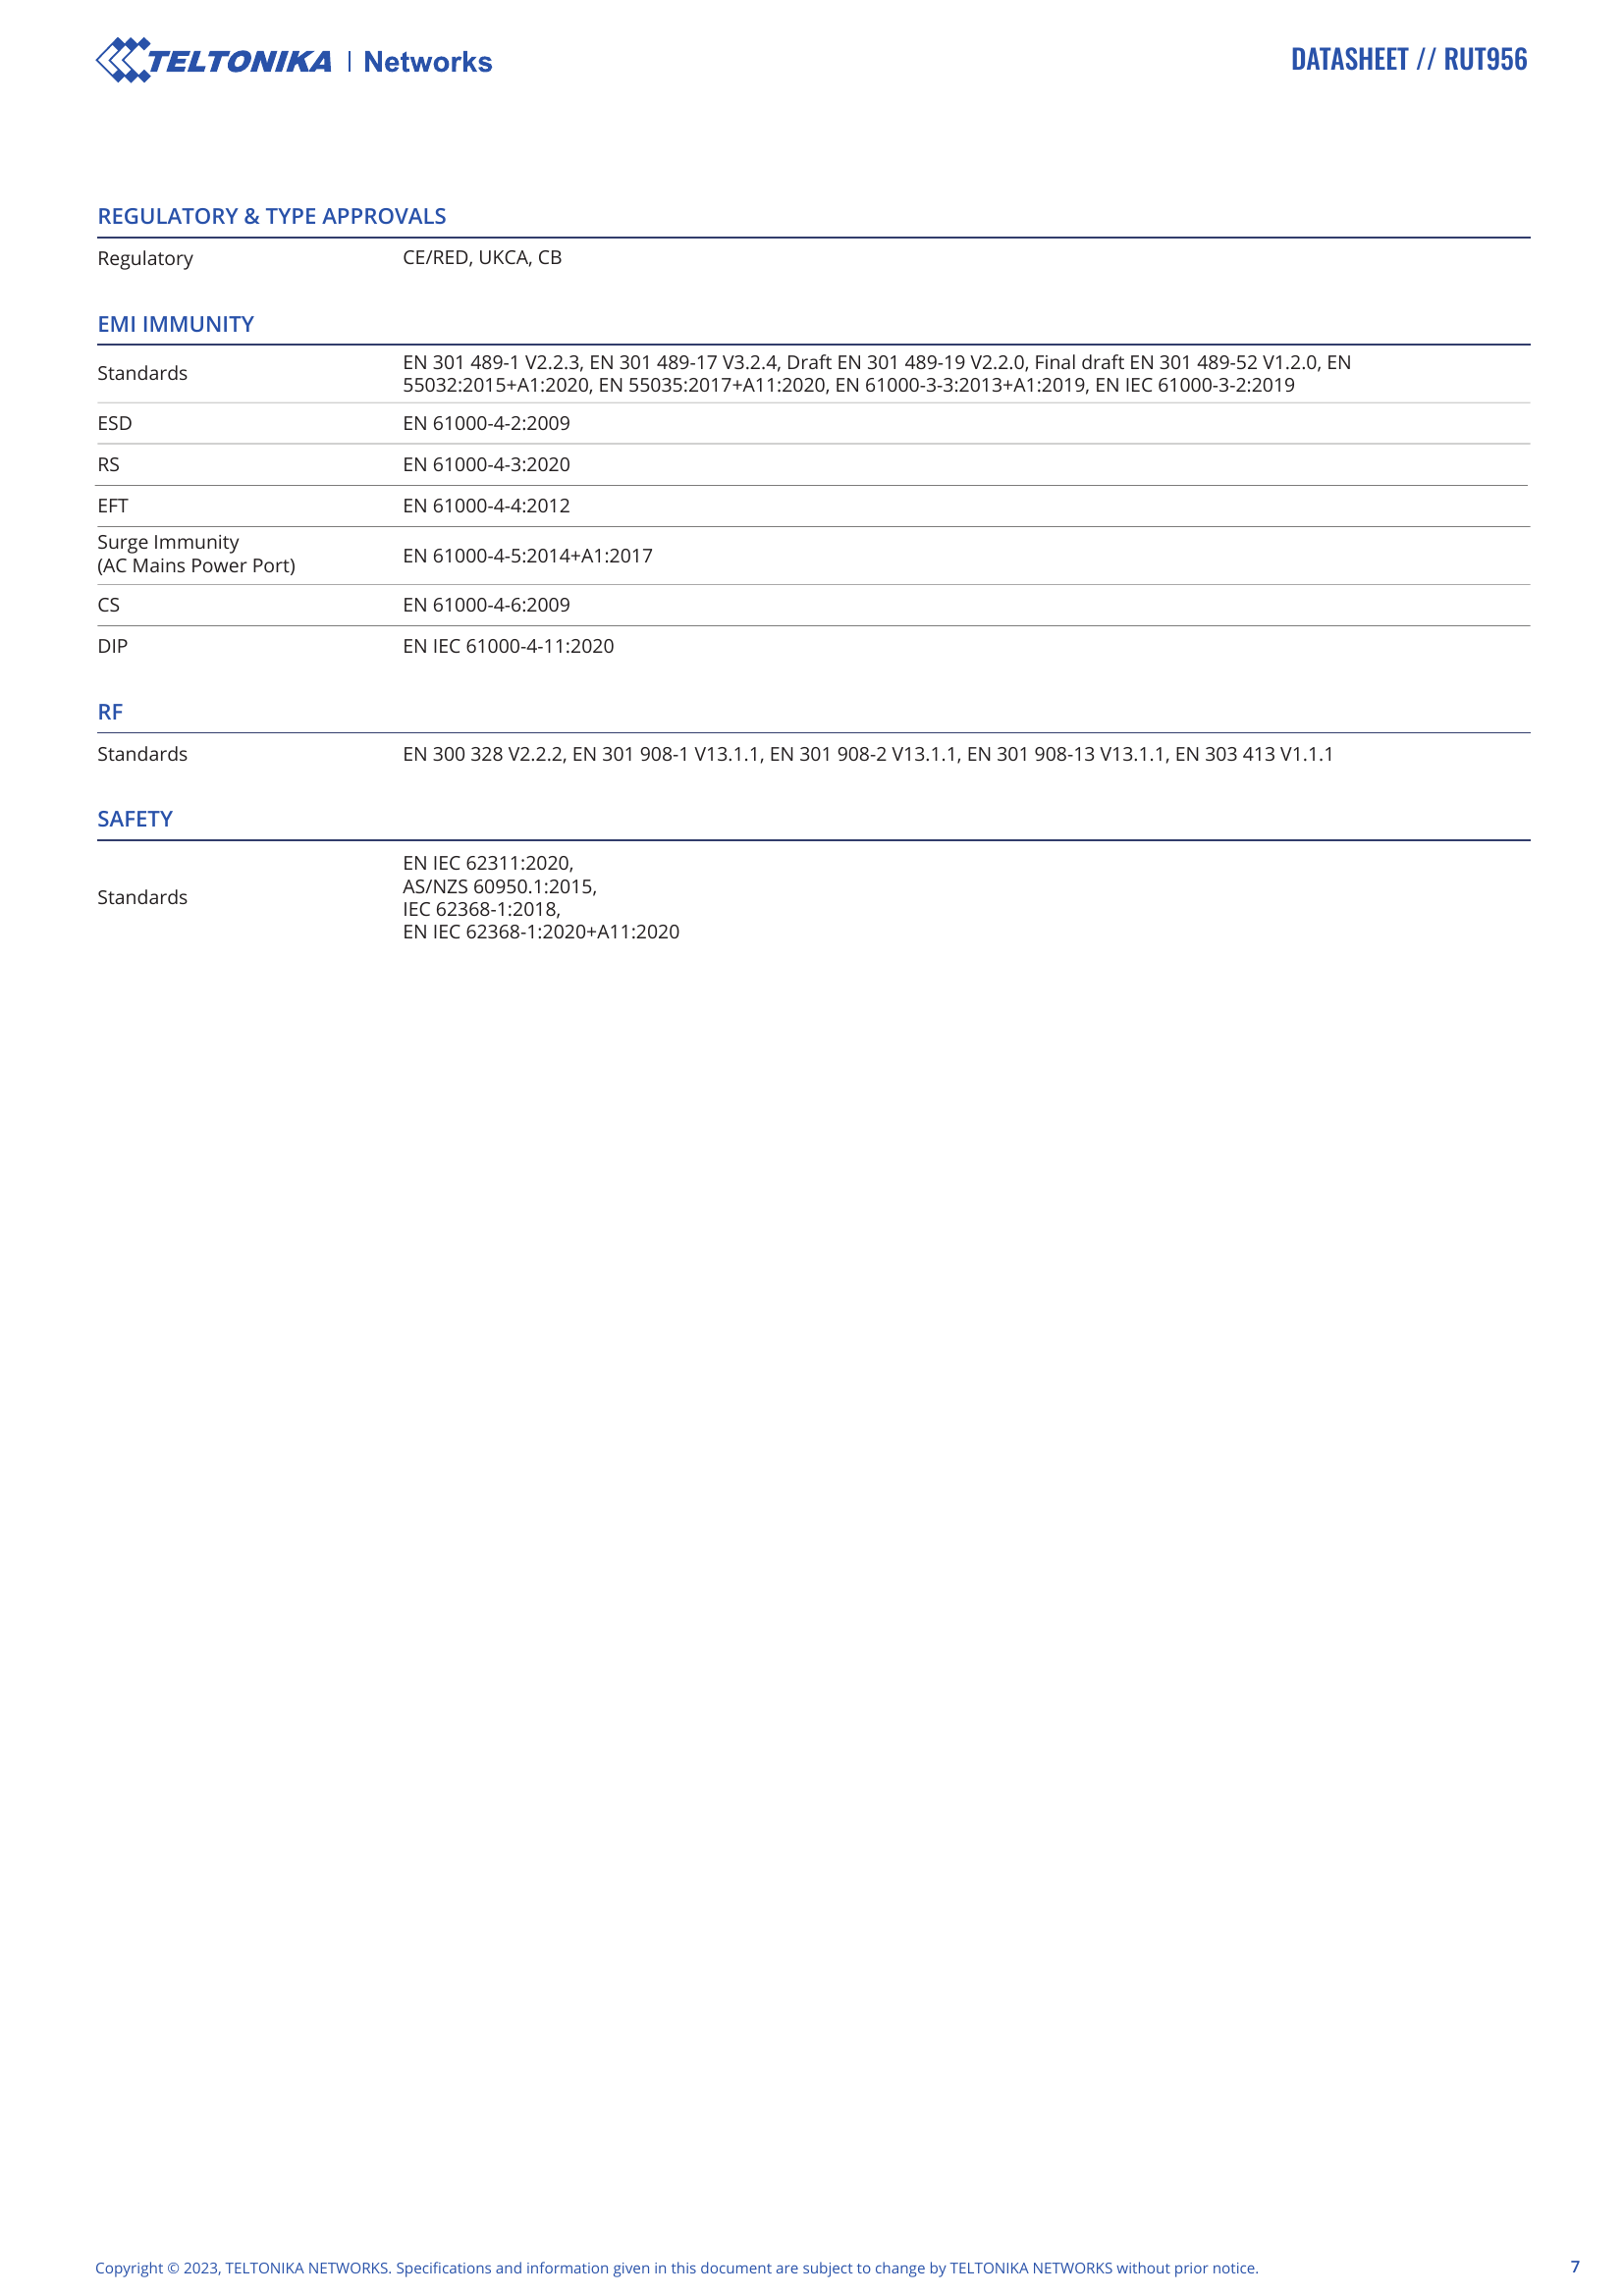 TELTONIKA | Networks
DATASHEET // RUT956
REGULATORY & TYPE APPROVALS
Regulatory CE/RED, UKCA, CB
EMI IMMUNITY
Standards
EN 301 489-1 V2.2.3, EN 301 489-17 V3.2.4, Draft EN 301 489-19 V2.2.0, Final draft EN 301 489-52 V1.2.0, EN
55032:2015+A1:2020, EN 55035:2017+A11:2020, EN 61000-3-3:2013+A1:2019, EN IEC 61000-3-2:2019
ESD EN 61000-4-2:2009
RS EN 61000-4-3:2020
EFT EN 61000-4-4:2012
Surge Immunity
(AC Mains Power Port)
EN 61000-4-5:2014+A1:2017
CS EN 61000-4-6:2009
DIP EN IEC 61000-4-11:2020
RF
Standards EN 300 328 V2.2.2, EN 301 908-1 V13.1.1, EN 301 908-2 V13.1.1, EN 301 908-13 V13.1.1, EN 303 413 V1.1.1
SAFETY
Standards
EN IEC 62311:2020,
AS/NZS 60950.1:2015,
IEC 62368-1:2018,
EN IEC 62368-1:2020+A11:2020
Copyright © 2023, TELTONIKA NETWORKS. Specifications and information given in this document are subject to change by TELTONIKA NETWORKS without prior notice.
7